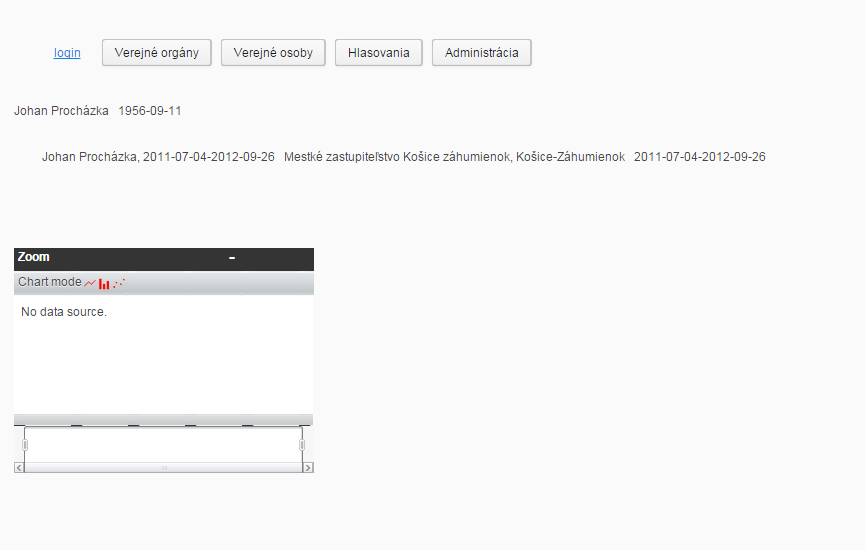 login Verejné orgány Verejné osoby Hlasovania Administrácia
Johan Procházka 1956-09-11
Johan Procházka, 2011-07-04-2012-09-26 Mestké zastupiteľstvo Košice záhumienok, Košice-Záhumienok 2011-07-04-2012-09-26
Zoom –
Chart mode
No data source.